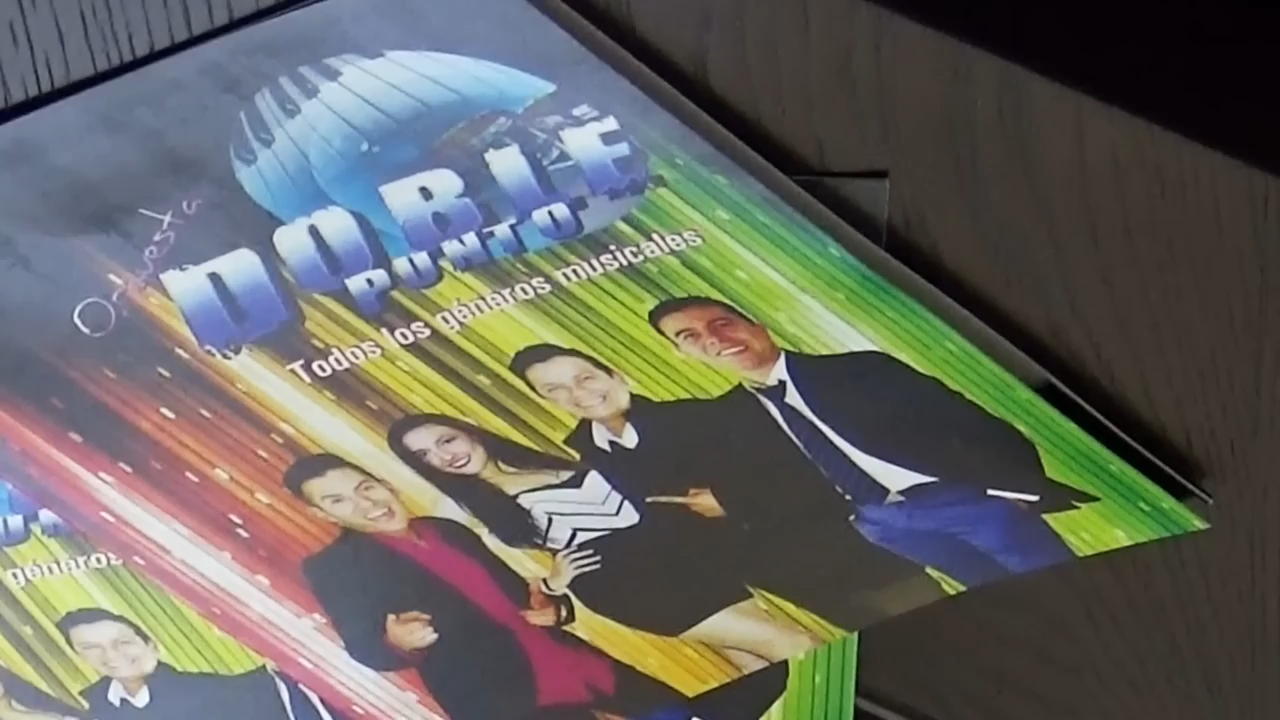 Orquesta
DOBLE
PUNTO
Todos los géneros musicales
géneros